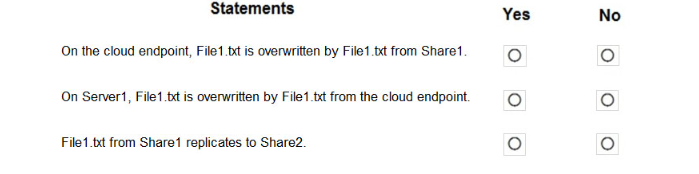 Statements Yes No
On the cloud endpoint, File1.txt is overwritten by File1.txt from Share1.
On Server1, File1.txt is overwritten by File1.txt from the cloud endpoint.
File1.txt from Share1 replicates to Share2.